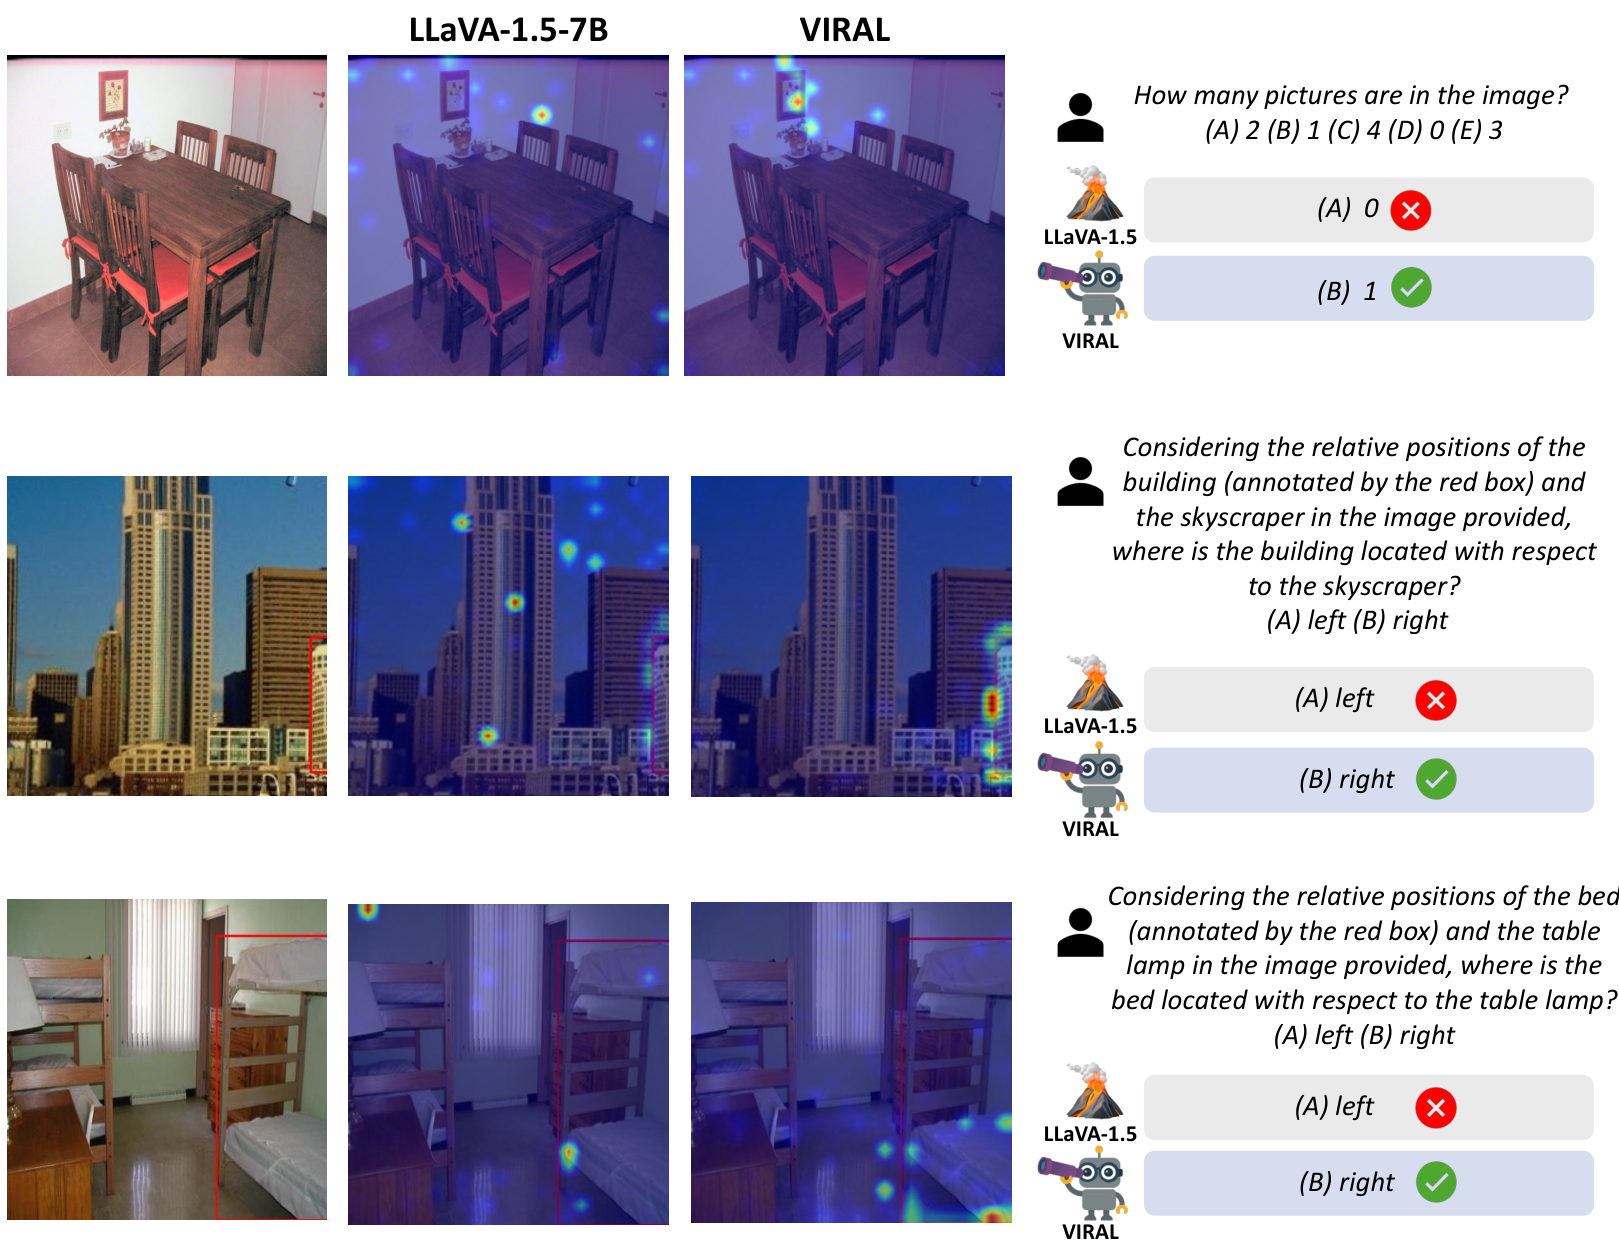 LLaVA-1.5-7B
VIRAL
How many pictures are in the image?
(A) 2 (B) 1 (C) 4 (D) 0 (E) 3
LLaVA-1.5
(A) 0
VIRAL
(B) 1
Considering the relative positions of the
building (annotated by the red box) and
the skyscraper in the image provided,
where is the building located with respect
to the skyscraper?
(A) left (B) right
LLaVA-1.5
(A) left
VIRAL
(B) right
Considering the relative positions of the bed
(annotated by the red box) and the table
lamp in the image provided, where is the
bed located with respect to the table lamp?
(A) left (B) right
LLaVA-1.5
(A) left
VIRAL
(B) right